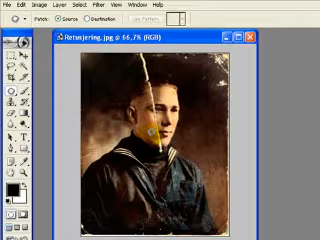 File Edit Image Layer Select Filter View Window Help
Patch: Source Destination Use Pattern
Retusjering.jpg @ 66,7% (RGB)